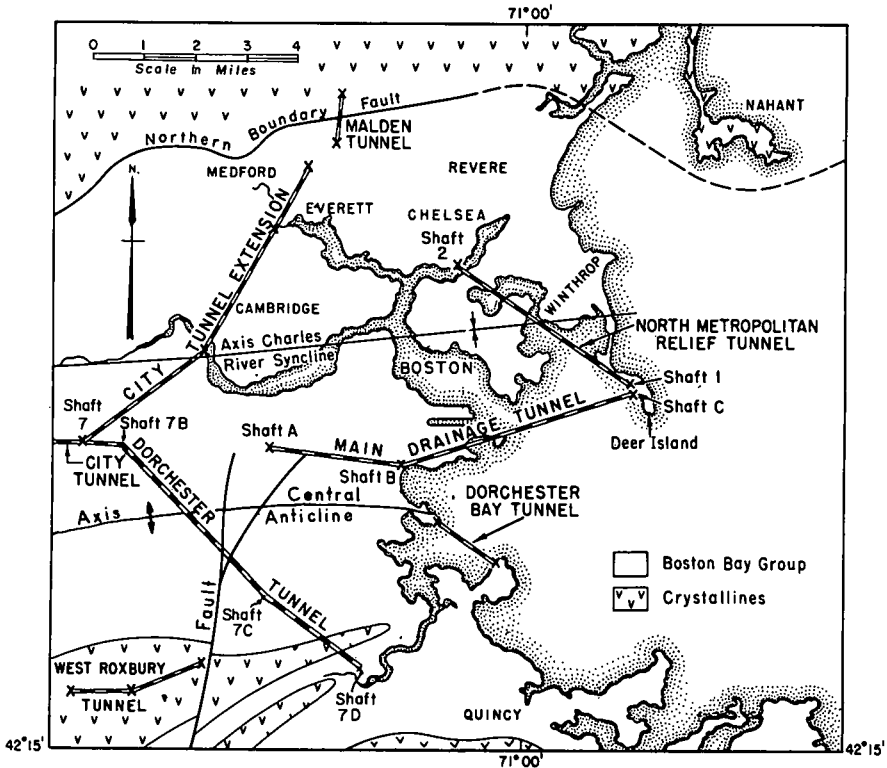 71°00'
0 1 2 3 4
Scale In Miles
NAHANT
Northern Boundary Fault
MALDEN
TUNNEL
N.
MEDFORD
REVERE
EVERETT
CHELSEA
Shaft
2
CITY TUNNEL EXTENSION
WINTHROP
CAMBRIDGE
NORTH METROPOLITAN
RELIEF TUNNEL
Axis Charles
River Syncline
BOSTON
Shaft 1
Shaft
7
Shaft 7B
Shaft C
Shaft A
MAIN DRAINAGE TUNNEL
Deer Island
CITY
TUNNEL
Shaft B
DORCHESTER TUNNEL
DORCHESTER
BAY TUNNEL
Axis
Central
Anticline
Boston Bay Group
Crystallines
Fault
Shaft
7C
WEST ROXBURY
TUNNEL
Shaft
7D
QUINCY
42°15'
42°15'
71°00'